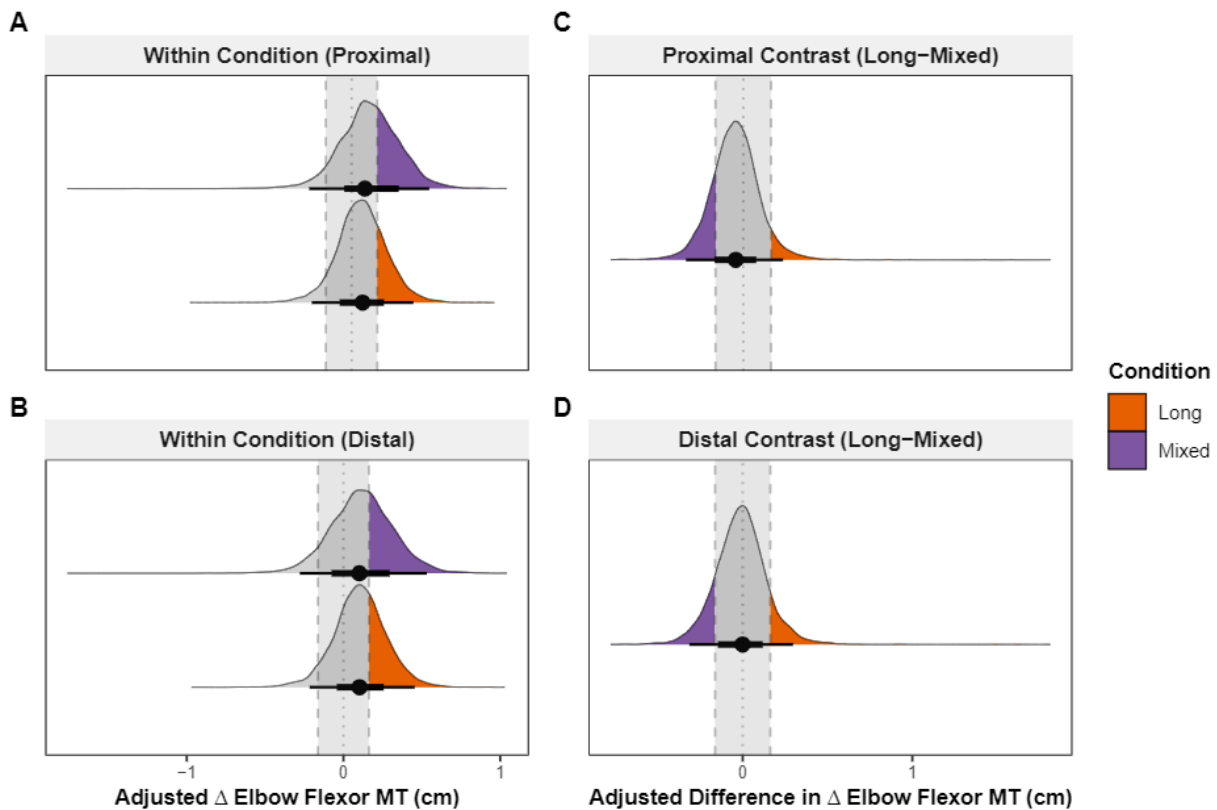 A
Within Condition (Proximal)
C
Proximal Contrast (Long−Mixed)
B
Within Condition (Distal)
−1
0
1
Adjusted Δ Elbow Flexor MT (cm)
D
Distal Contrast (Long−Mixed)
0
1
Adjusted Difference in Δ Elbow Flexor MT (cm)
Condition
Long
Mixed